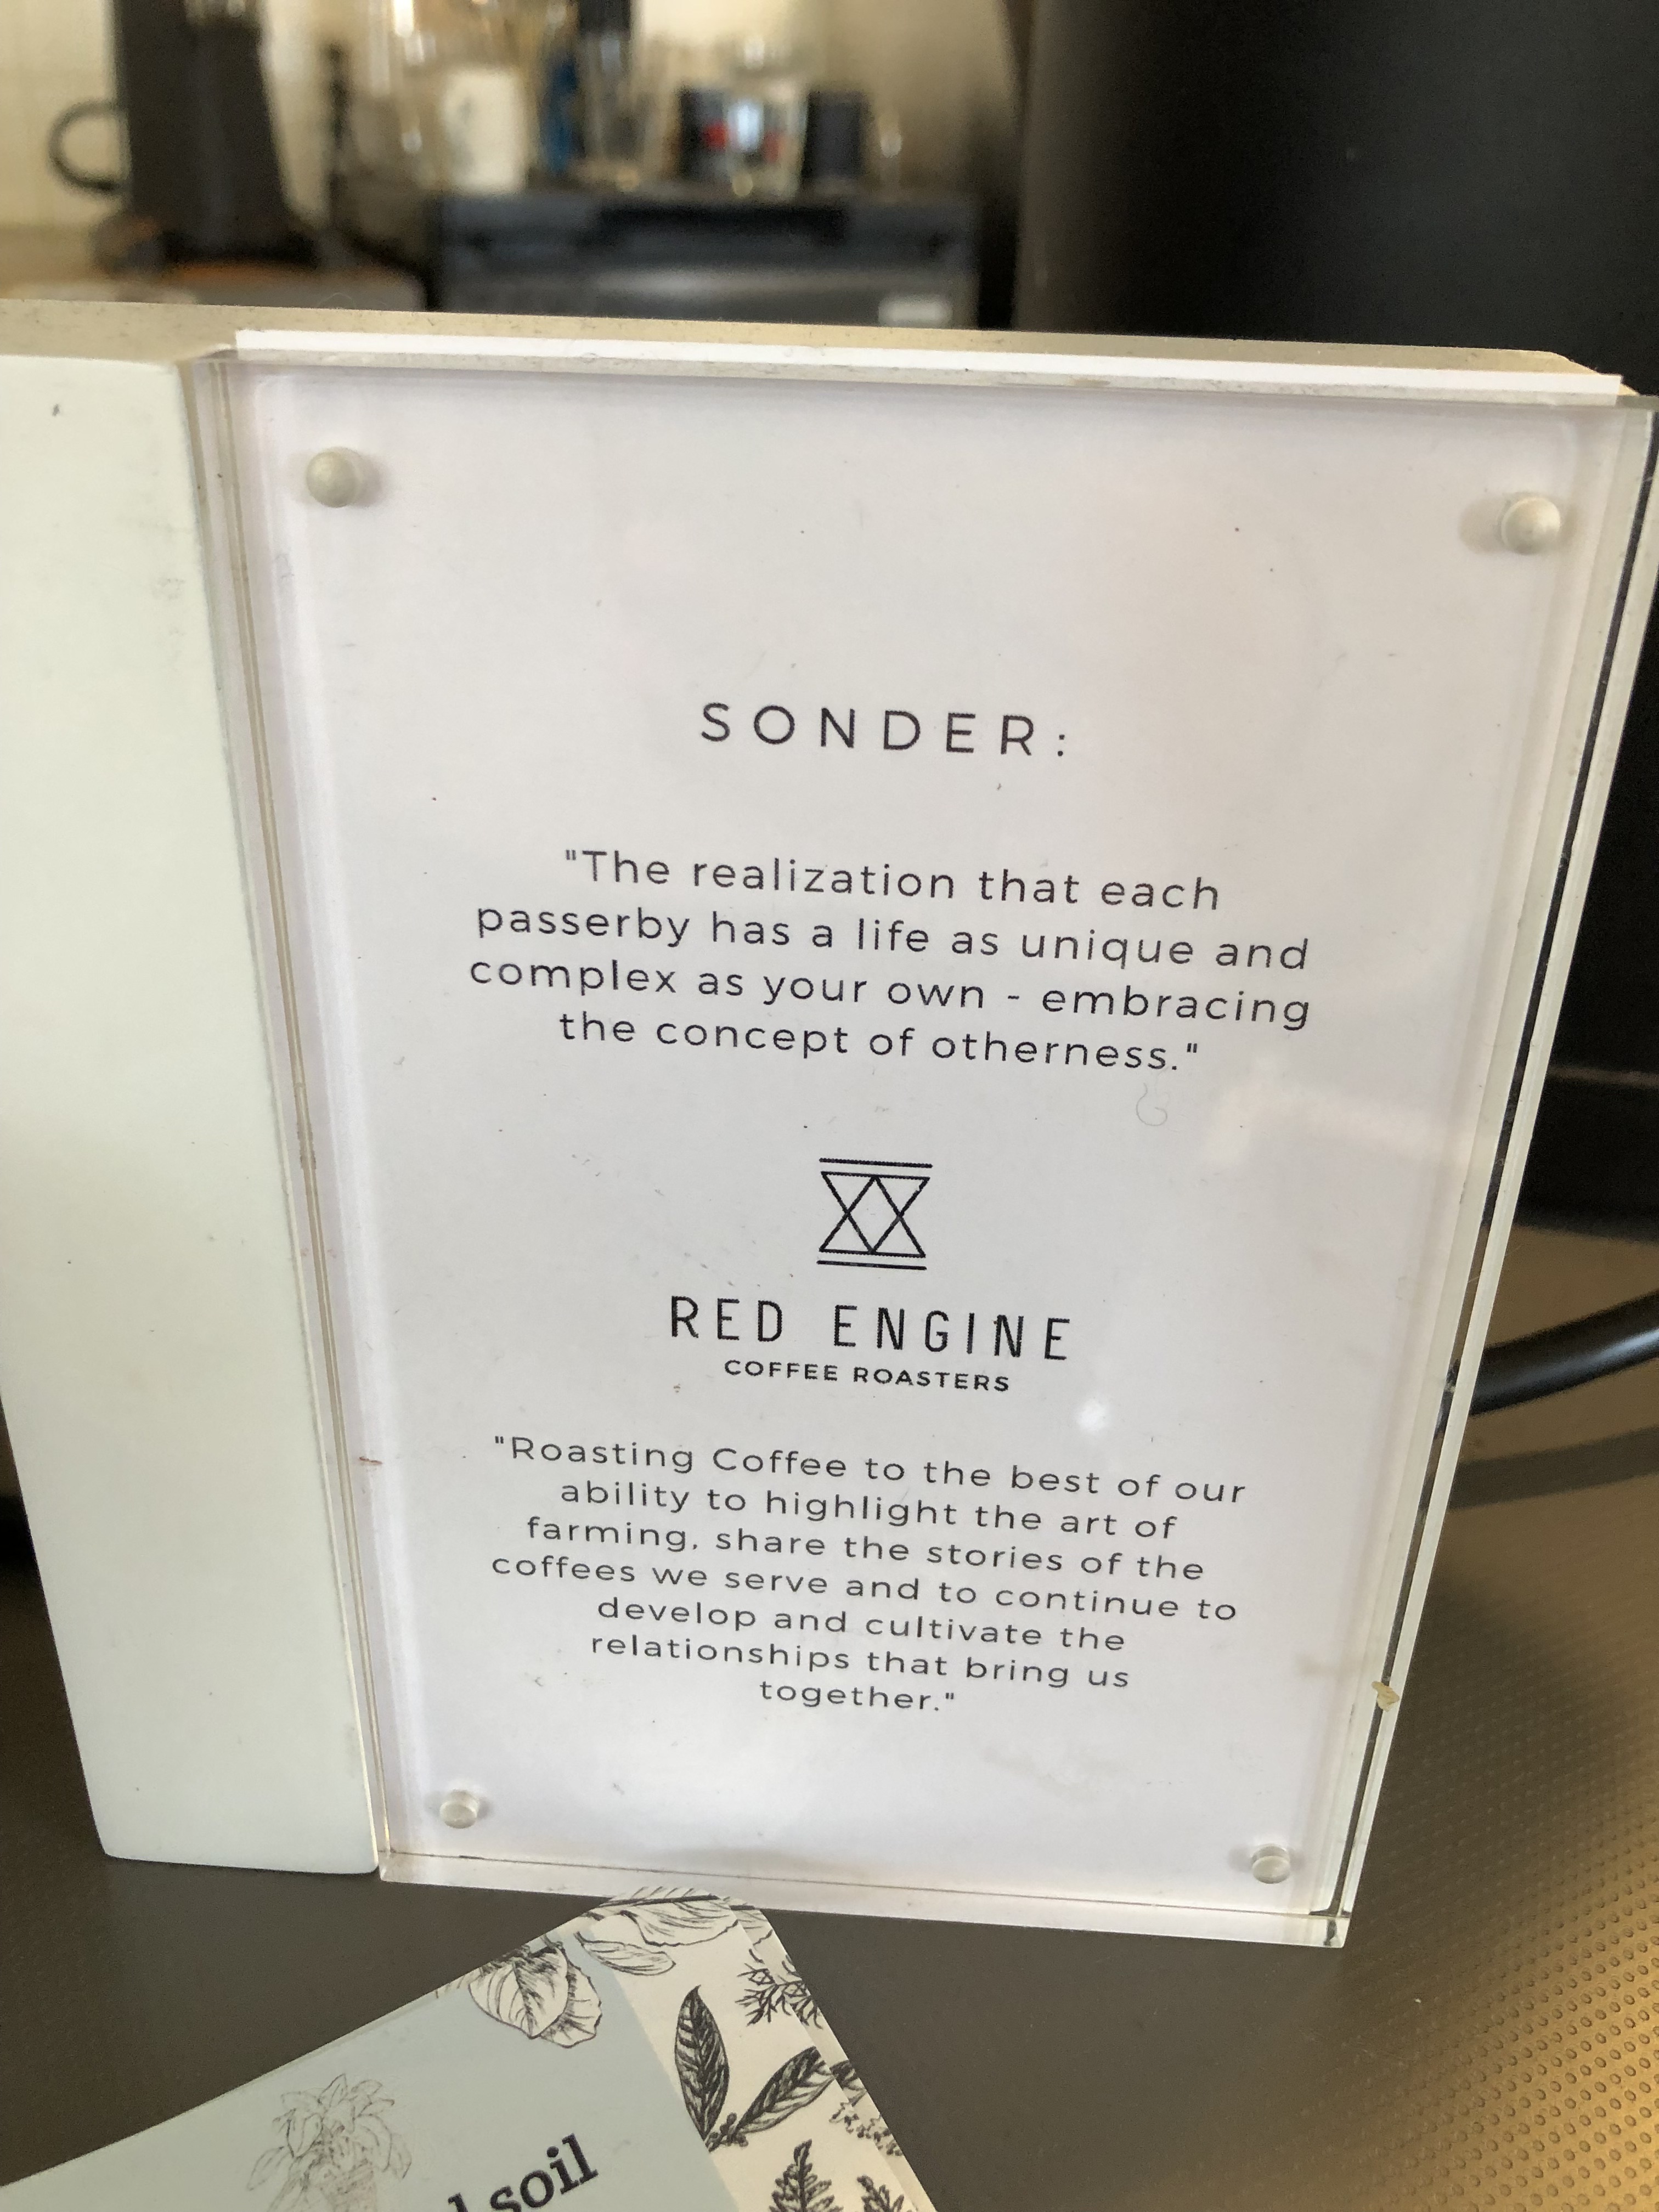 SONDER:
"The realization that each
passerby has a life as unique and
complex as your own - embracing
the concept of otherness."
RED ENGINE
COFFEE ROASTERS
"Roasting Coffee to the best of our
ability to highlight the art of
farming, share the stories of the
coffees we serve and to continue to
develop and cultivate the
relationships that bring us
together."
soil